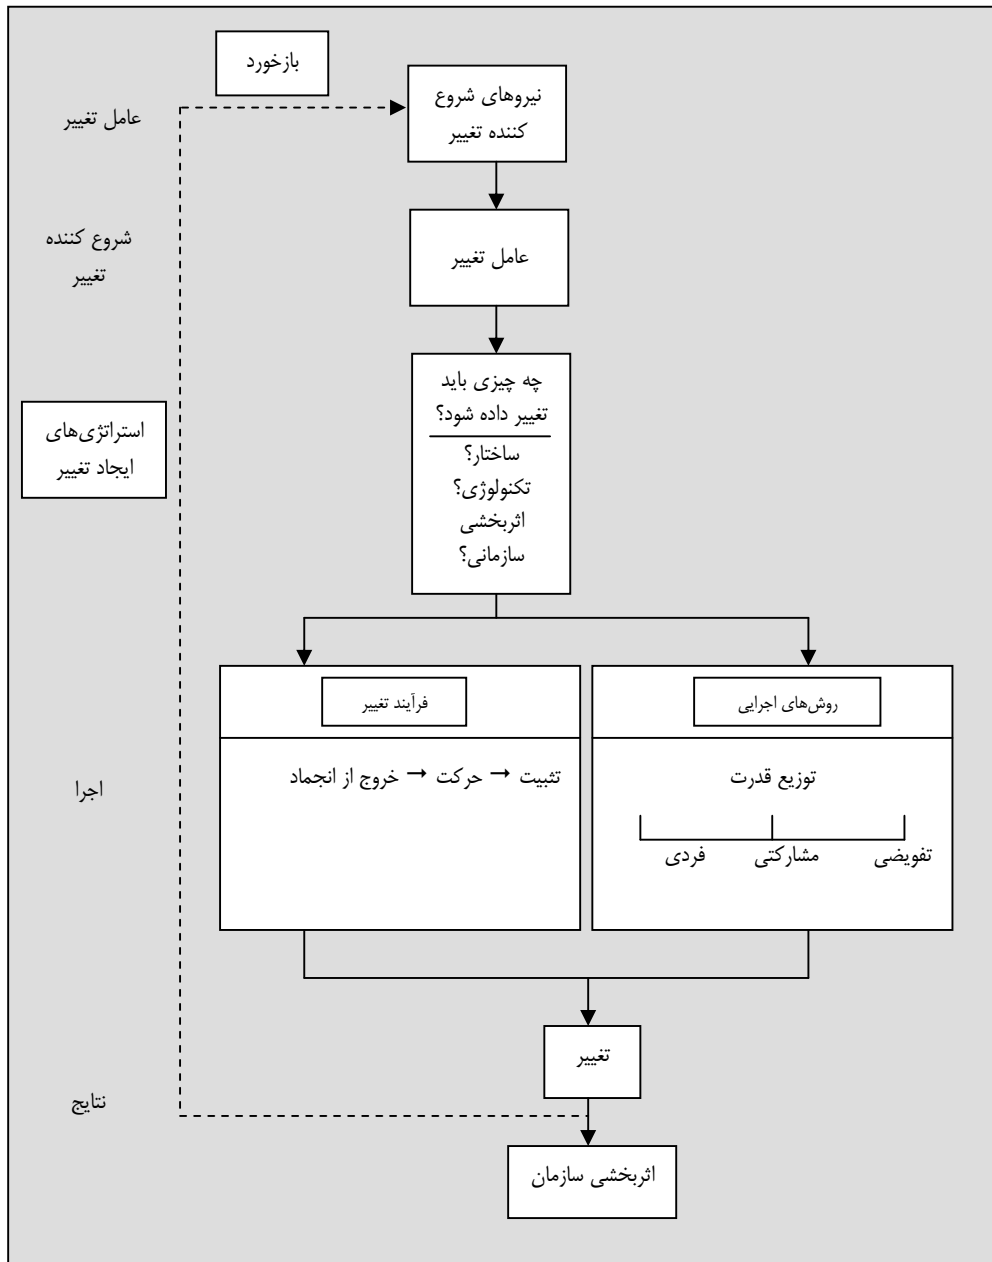 بازخورد
نیروهای شروع
کننده تغییر
عامل تغییر
عامل تغییر
شروع کننده
تغییر
چه چیزی باید
تغییر داده شود؟
ساختار؟
تکنولوژی؟
اثربخشی
سازمانی؟
استراتژی‌های
ایجاد تغییر
روش‌های اجرایی
فرآیند تغییر
توزیع قدرت
تفویضی مشارکتی فردی
تثبیت → حرکت → خروج از انجماد
اجرا
تغییر
نتایج
اثربخشی سازمان